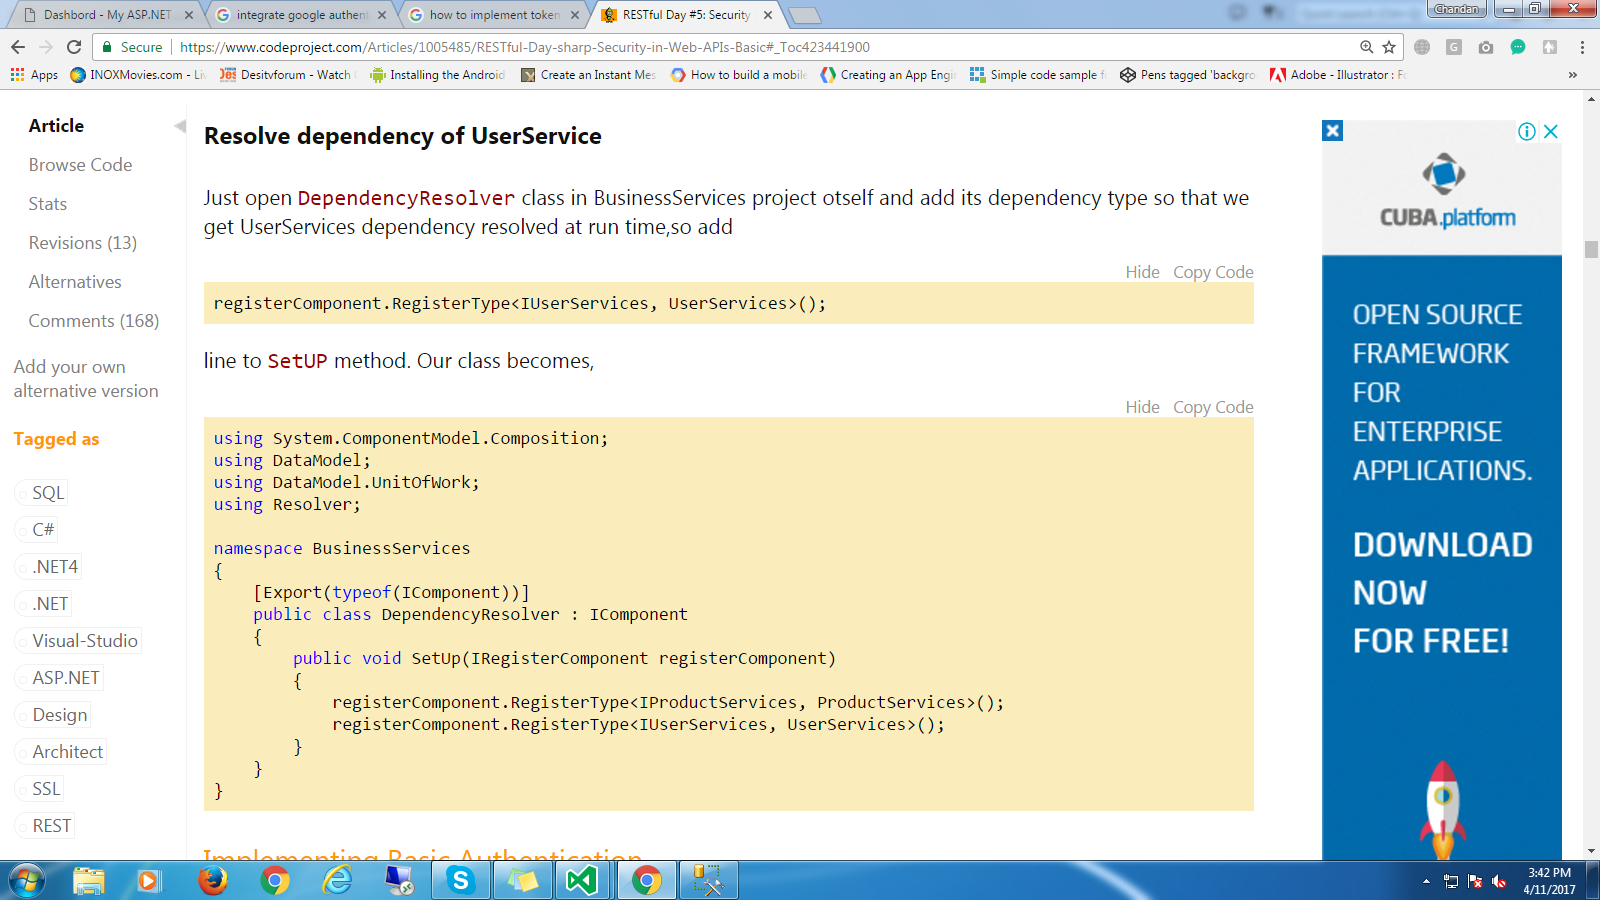 Dashbord - My ASP.NET
integrate google authen
how to implement token
RESTful Day #5: Security
Chandan
Secure
https://www.codeproject.com/Articles/1005485/RESTful-Day-sharp-Security-in-Web-APIs-Basic#_Toc423441900
Apps
INOXMovies.com - Li
Desitvforum - Watch
Installing the Android
Create an Instant Mes
How to build a mobile
Creating an App Engi
Simple code sample f
Pens tagged 'backgro
Adobe - Illustrator : F
»
Article
Browse Code
Stats
Revisions (13)
Alternatives
Comments (168)
Add your own
alternative version
Tagged as
SQL
C#
.NET4
.NET
Visual-Studio
ASP.NET
Design
Architect
SSL
REST
Resolve dependency of UserService
Just open DependencyResolver class in BusinessServices project otself and add its dependency type so that we
get UserServices dependency resolved at run time,so add
Hide Copy Code
registerComponent.RegisterType<IUserServices, UserServices>();
line to SetUP method. Our class becomes,
Hide Copy Code
using System.ComponentModel.Composition;
using DataModel;
using DataModel.UnitOfWork;
using Resolver;
namespace BusinessServices
{
[Export(typeof(IComponent))]
public class DependencyResolver : IComponent
{
public void SetUp(IRegisterComponent registerComponent)
{
registerComponent.RegisterType<IProductServices, ProductServices>();
registerComponent.RegisterType<IUserServices, UserServices>();
}
}
}
Implementing Basic Authentication
CUBA.platform
OPEN SOURCE
FRAMEWORK
FOR
ENTERPRISE
APPLICATIONS.
DOWNLOAD
NOW
FOR FREE!
3:42 PM
4/11/2017